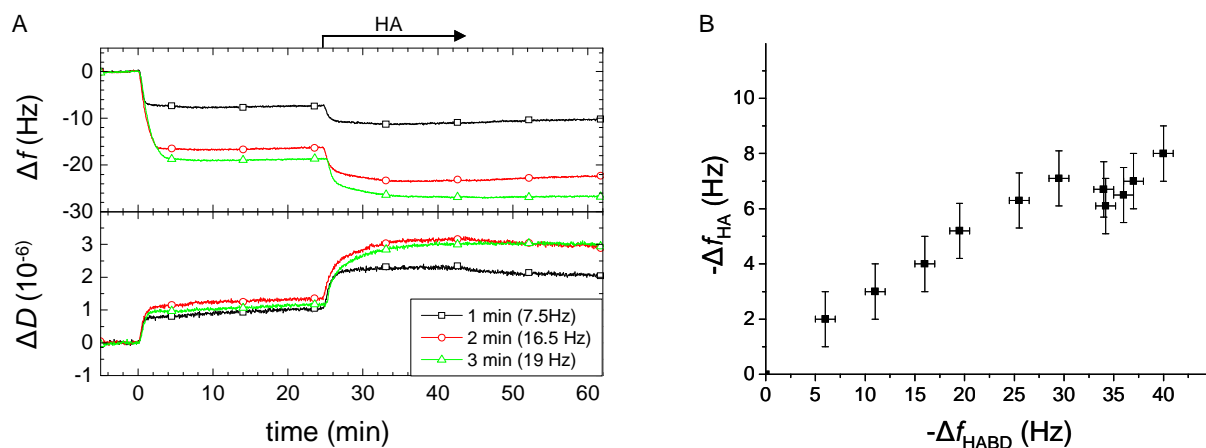 A
HA
0
-10
-20
-30
Δf (Hz)
3
2
1
0
-1
ΔD (10⁻⁶)
1 min (7.5Hz)
2 min (16.5 Hz)
3 min (19 Hz)
0 10 20 30 40 50 60
time (min)
B
10
8
6
4
2
0
-Δf_HA (Hz)
0 5 10 15 20 25 30 35 40
-Δf_HABD (Hz)